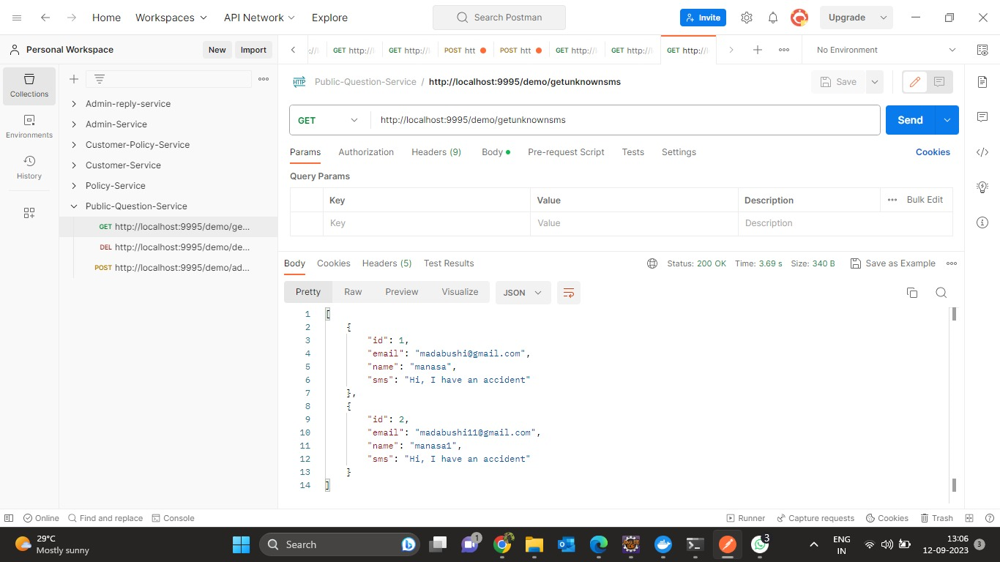 Home Workspaces API Network Explore Search Postman Invite Upgrade
Personal Workspace New Import
GET http://l GET http://l POST htt POST htt GET http://l GET http://l GET http://l No Environment
Public-Question-Service / http://localhost:9995/demo/getunknownsms Save
Collections
Environments
History
Admin-reply-service
Admin-Service
Customer-Policy-Service
Customer-Service
Policy-Service
Public-Question-Service
GET http://localhost:9995/demo/ge...
DEL http://localhost:9995/demo/de...
POST http://localhost:9995/demo/ad...
GET http://localhost:9995/demo/getunknownsms Send
Params Authorization Headers (9) Body Pre-request Script Tests Settings Cookies
Query Params
Key Value Description Bulk Edit
Key Value Description
Body Cookies Headers (5) Test Results Status: 200 OK Time: 3.69 s Size: 340 B Save as Example
Pretty Raw Preview Visualize JSON
1 [
2 {
3 "id": 1,
4 "email": "madabushi@gmail.com",
5 "name": "manasa",
6 "sms": "Hi, I have an accident"
7 },
8 {
9 "id": 2,
10 "email": "madabushi11@gmail.com",
11 "name": "manasa1",
12 "sms": "Hi, I have an accident"
13 }
14 ]
Online Find and replace Console Runner Capture requests Cookies Trash
29°C
Mostly sunny
Search
1
Java EE
IDE
3
ENG
IN
13:06
12-09-2023
3